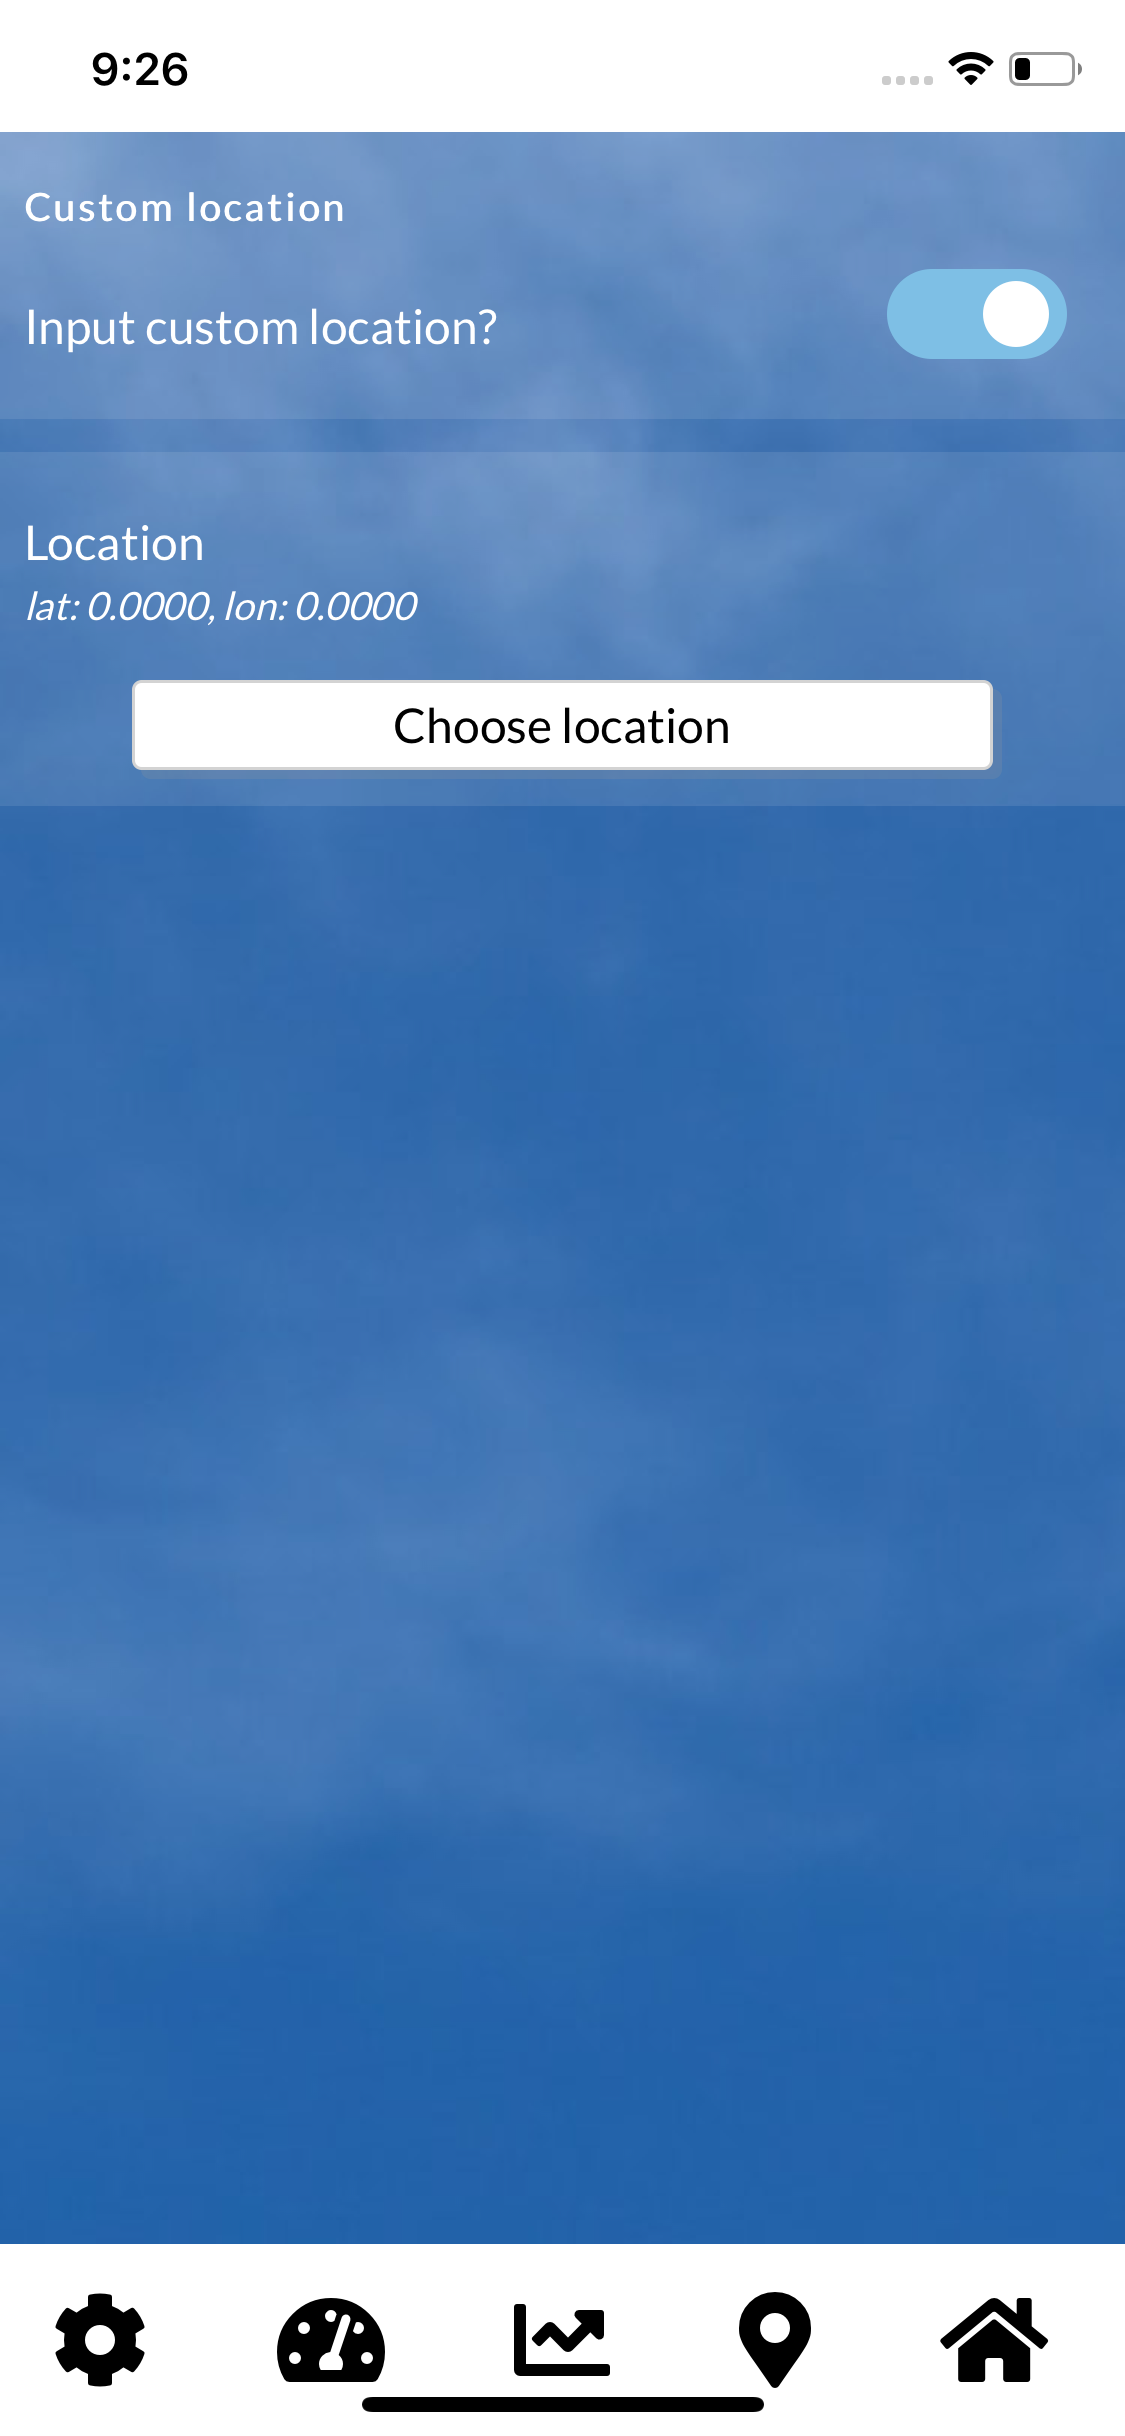 9:26
Custom location
Input custom location?
Location
lat: 0.0000, lon: 0.0000
Choose location